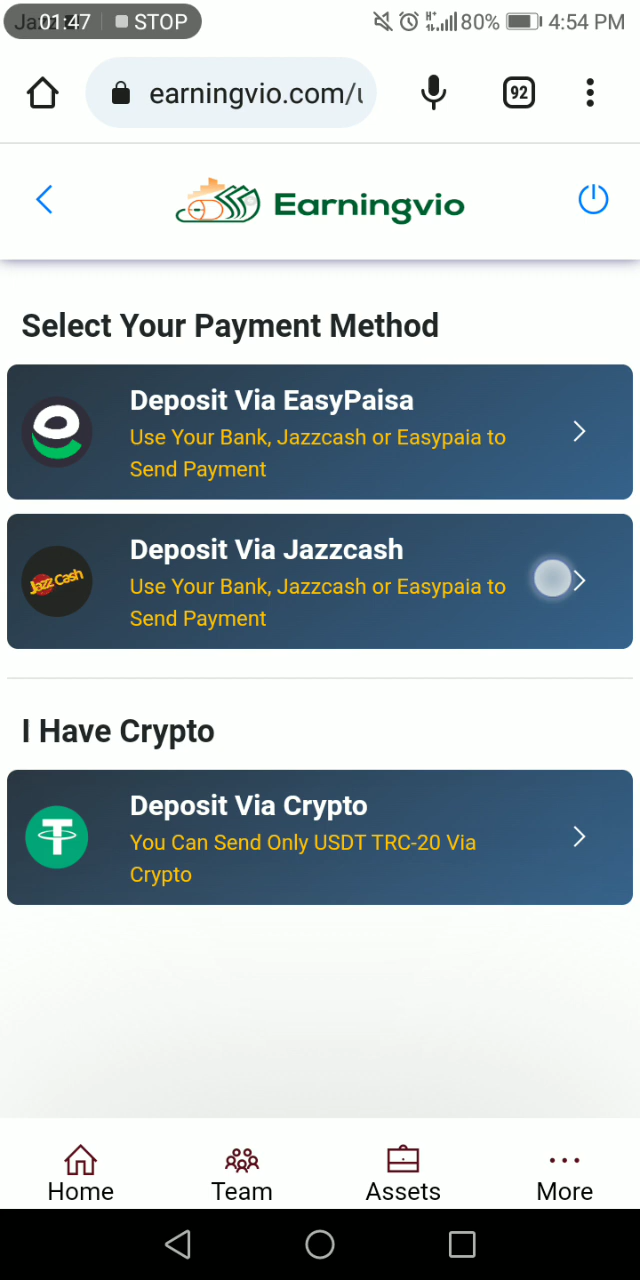 01:47 STOP 80% 4:54 PM
earningvio.com/u 92
Earningvio
Select Your Payment Method
Deposit Via EasyPaisa
Use Your Bank, Jazzcash or Easypaia to
Send Payment
Jazz Cash
Deposit Via Jazzcash
Use Your Bank, Jazzcash or Easypaia to
Send Payment
I Have Crypto
Deposit Via Crypto
You Can Send Only USDT TRC-20 Via
Crypto
Home Team Assets More